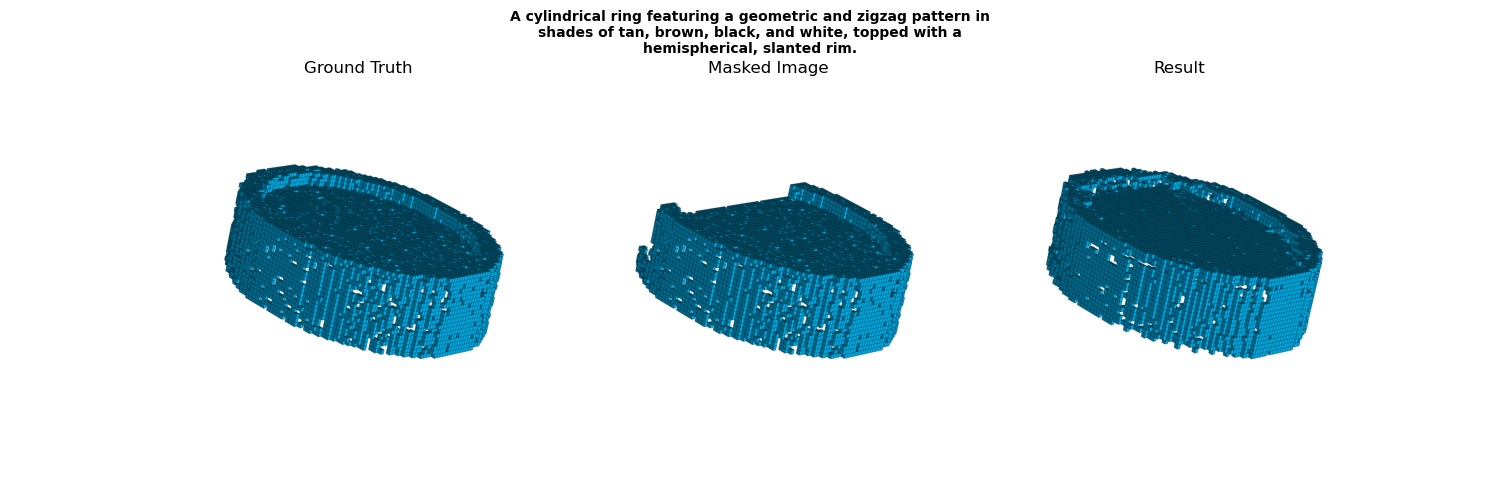 A cylindrical ring featuring a geometric and zigzag pattern in
shades of tan, brown, black, and white, topped with a
hemispherical, slanted rim.
Ground Truth
Masked Image
Result